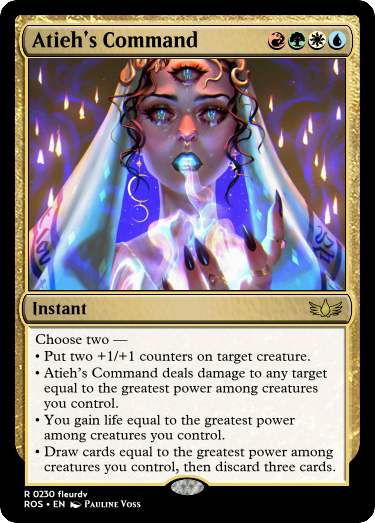 Atieh's Command
Instant
Choose two —
• Put two +1/+1 counters on target creature.
• Atieh's Command deals damage to any target
equal to the greatest power among creatures
you control.
• You gain life equal to the greatest power
among creatures you control.
• Draw cards equal to the greatest power among
creatures you control, then discard three cards.
R 0230 fleurdv
ROS • EN Pauline Voss